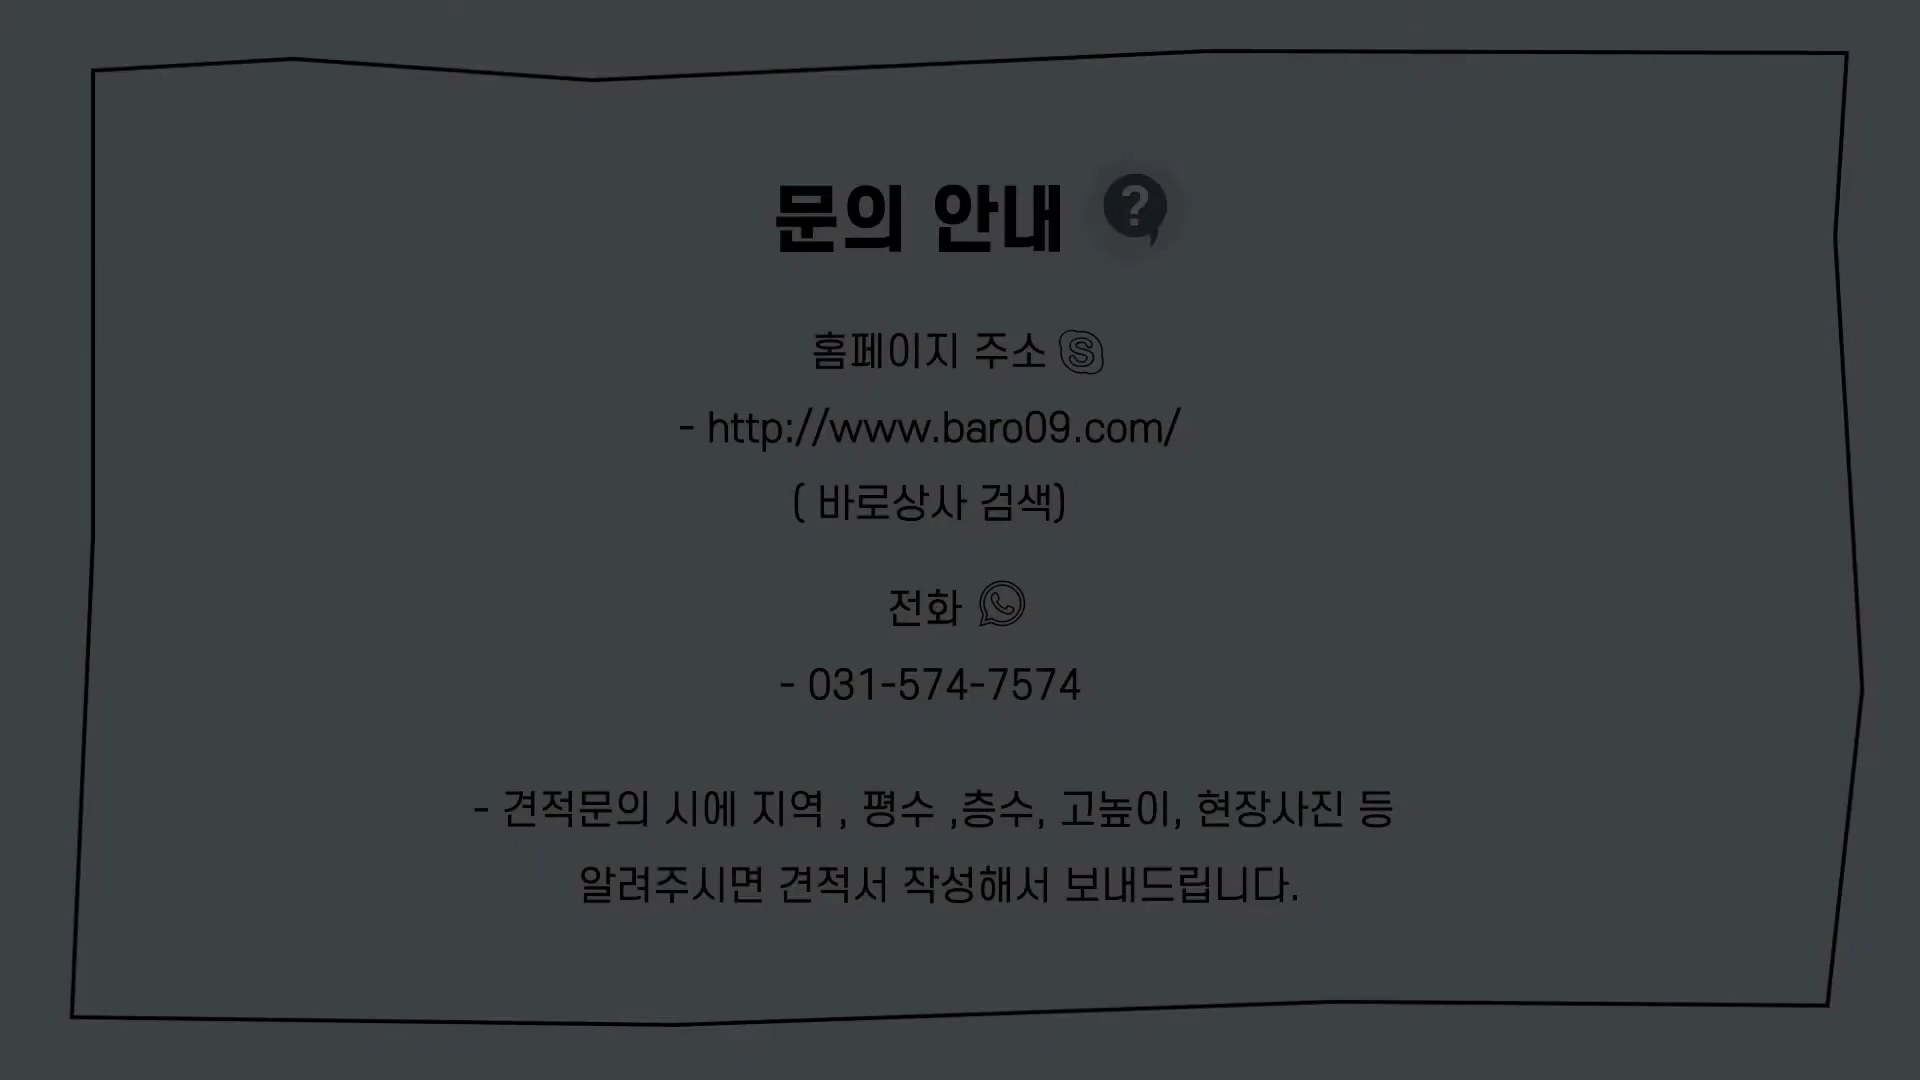 문의 안내
홈페이지 주소
- http://www.baro09.com/
( 바로상사 검색)
전화
- 031-574-7574
- 견적문의 시에 지역 , 평수 ,층수, 고높이, 현장사진 등
알려주시면 견적서 작성해서 보내드립니다.